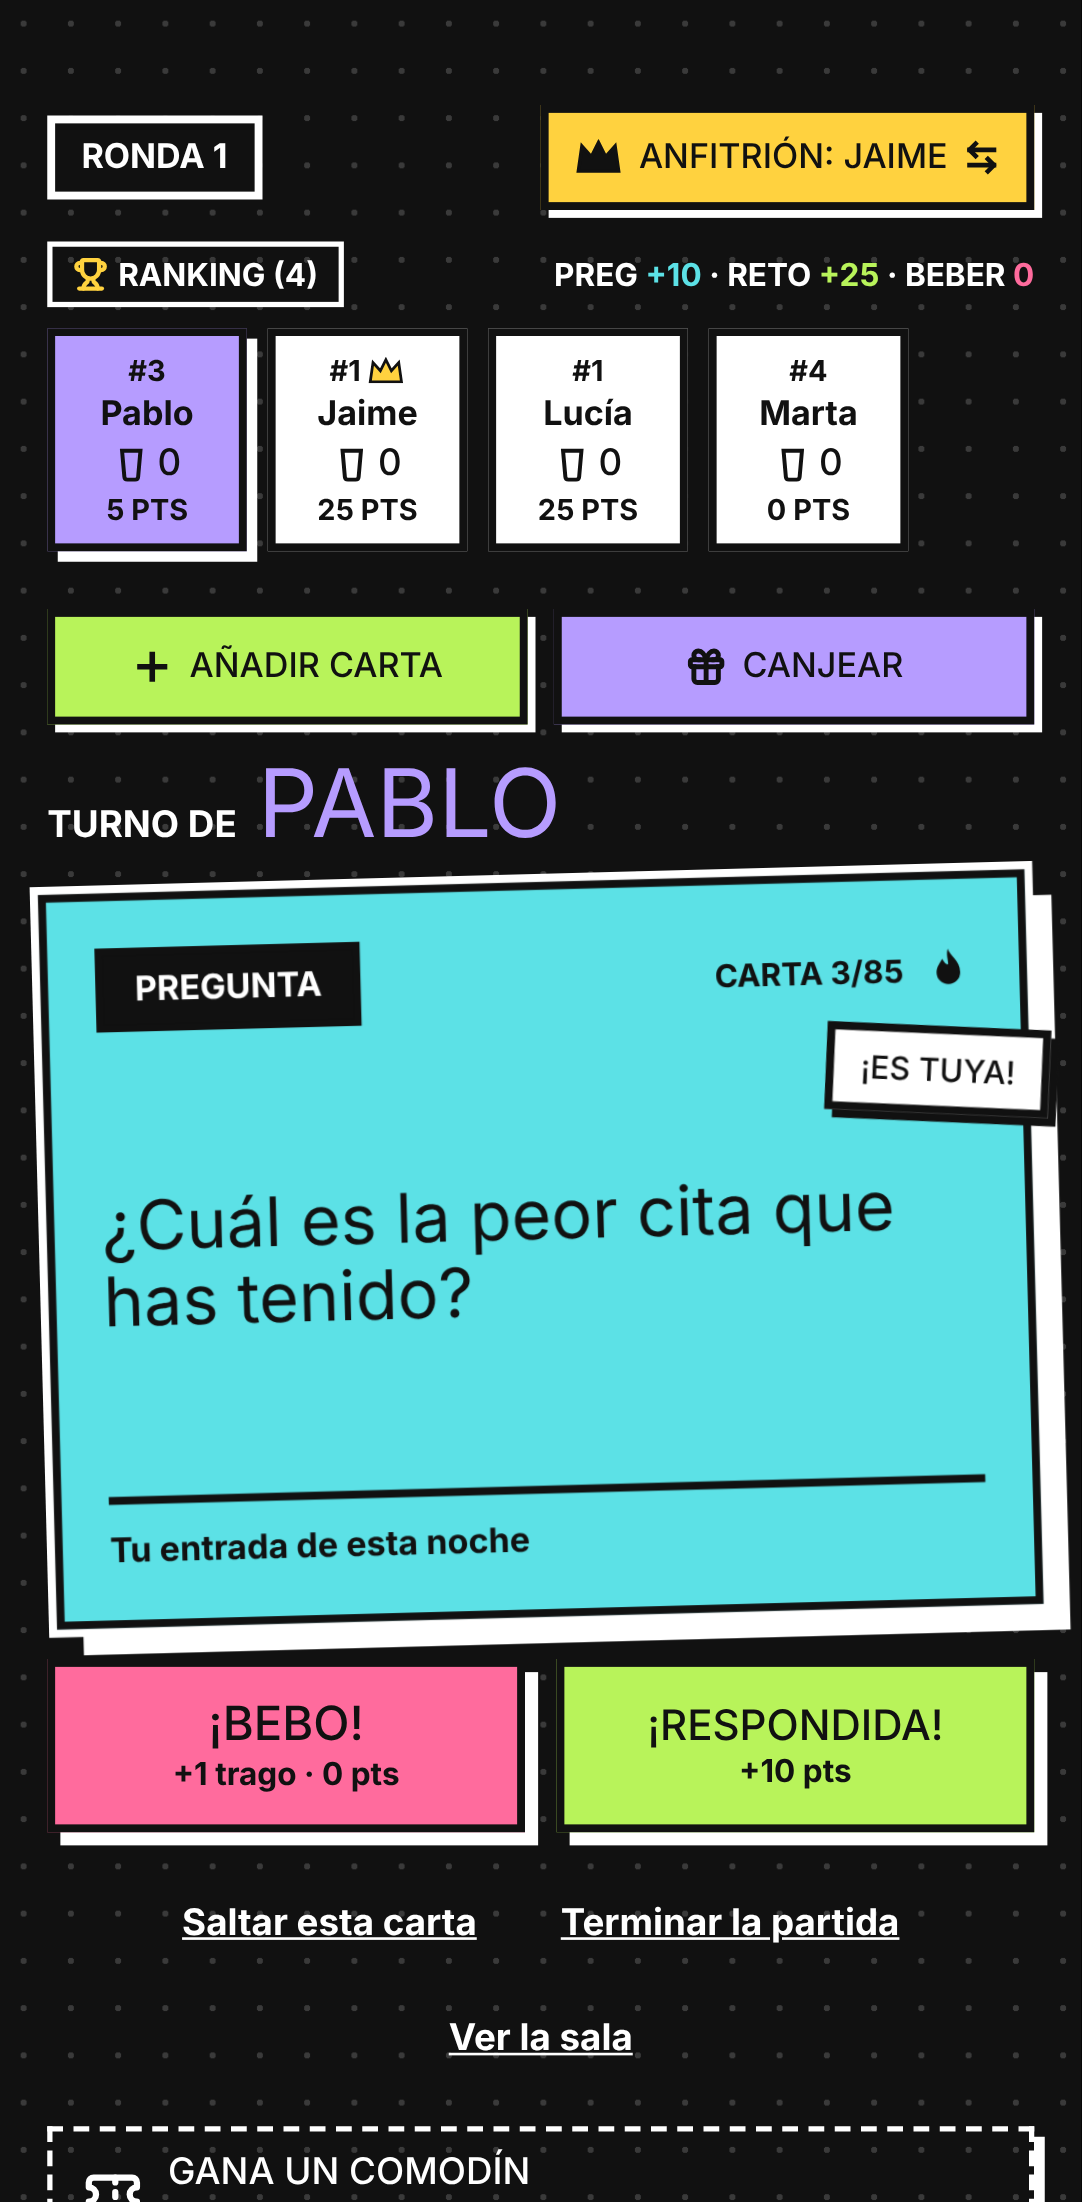 RONDA 1
ANFITRIÓN: JAIME
RANKING (4)
PREG +10 · RETO +25 · BEBER 0
#3
Pablo
0
5 PTS
#1
Jaime
0
25 PTS
#1
Lucía
0
25 PTS
#4
Marta
0
0 PTS
AÑADIR CARTA
CANJEAR
TURNO DE PABLO
PREGUNTA
CARTA 3/85
¡ES TUYA!
¿Cuál es la peor cita que
has tenido?
Tu entrada de esta noche
¡BEBO!
+1 trago · 0 pts
¡RESPONDIDA!
+10 pts
Saltar esta carta
Terminar la partida
Ver la sala
GANA UN COMODÍN